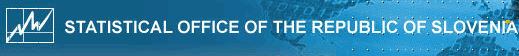 STATISTICAL OFFICE OF THE REPUBLIC OF SLOVENIA